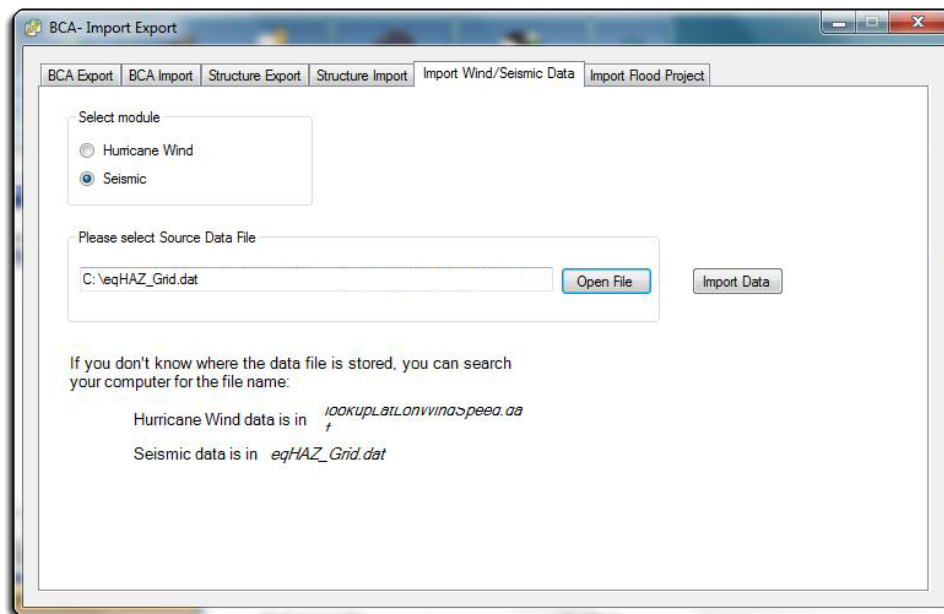 BCA- Import Export
BCA Export BCA Import Structure Export Structure Import Import Wind/Seismic Data Import Flood Project
Select module
Hurricane Wind
Seismic
Please select Source Data File
C: \eqHAZ_Grid.dat
Open File
Import Data
If you don't know where the data file is stored, you can search
your computer for the file name:
Hurricane Wind data is in lookupLatLonWindSpeed.da
t
Seismic data is in eqHAZ_Grid.dat